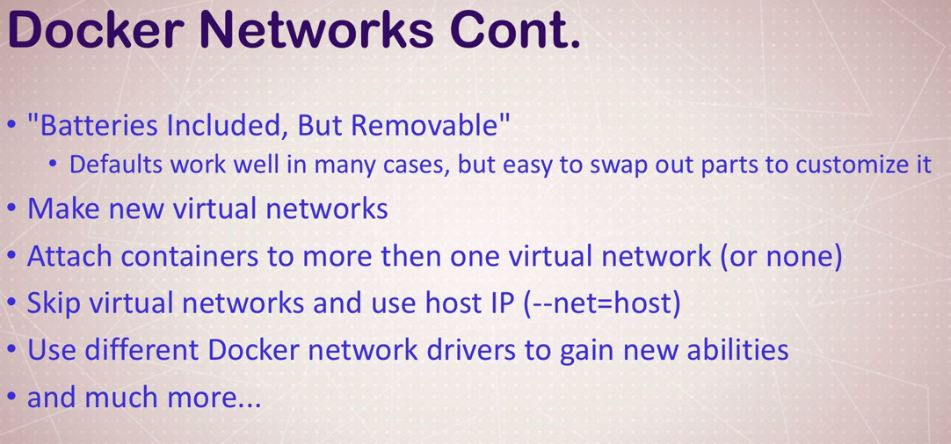 Docker Networks Cont.
• "Batteries Included, But Removable"
• Defaults work well in many cases, but easy to swap out parts to customize it
• Make new virtual networks
• Attach containers to more then one virtual network (or none)
• Skip virtual networks and use host IP (--net=host)
• Use different Docker network drivers to gain new abilities
• and much more...